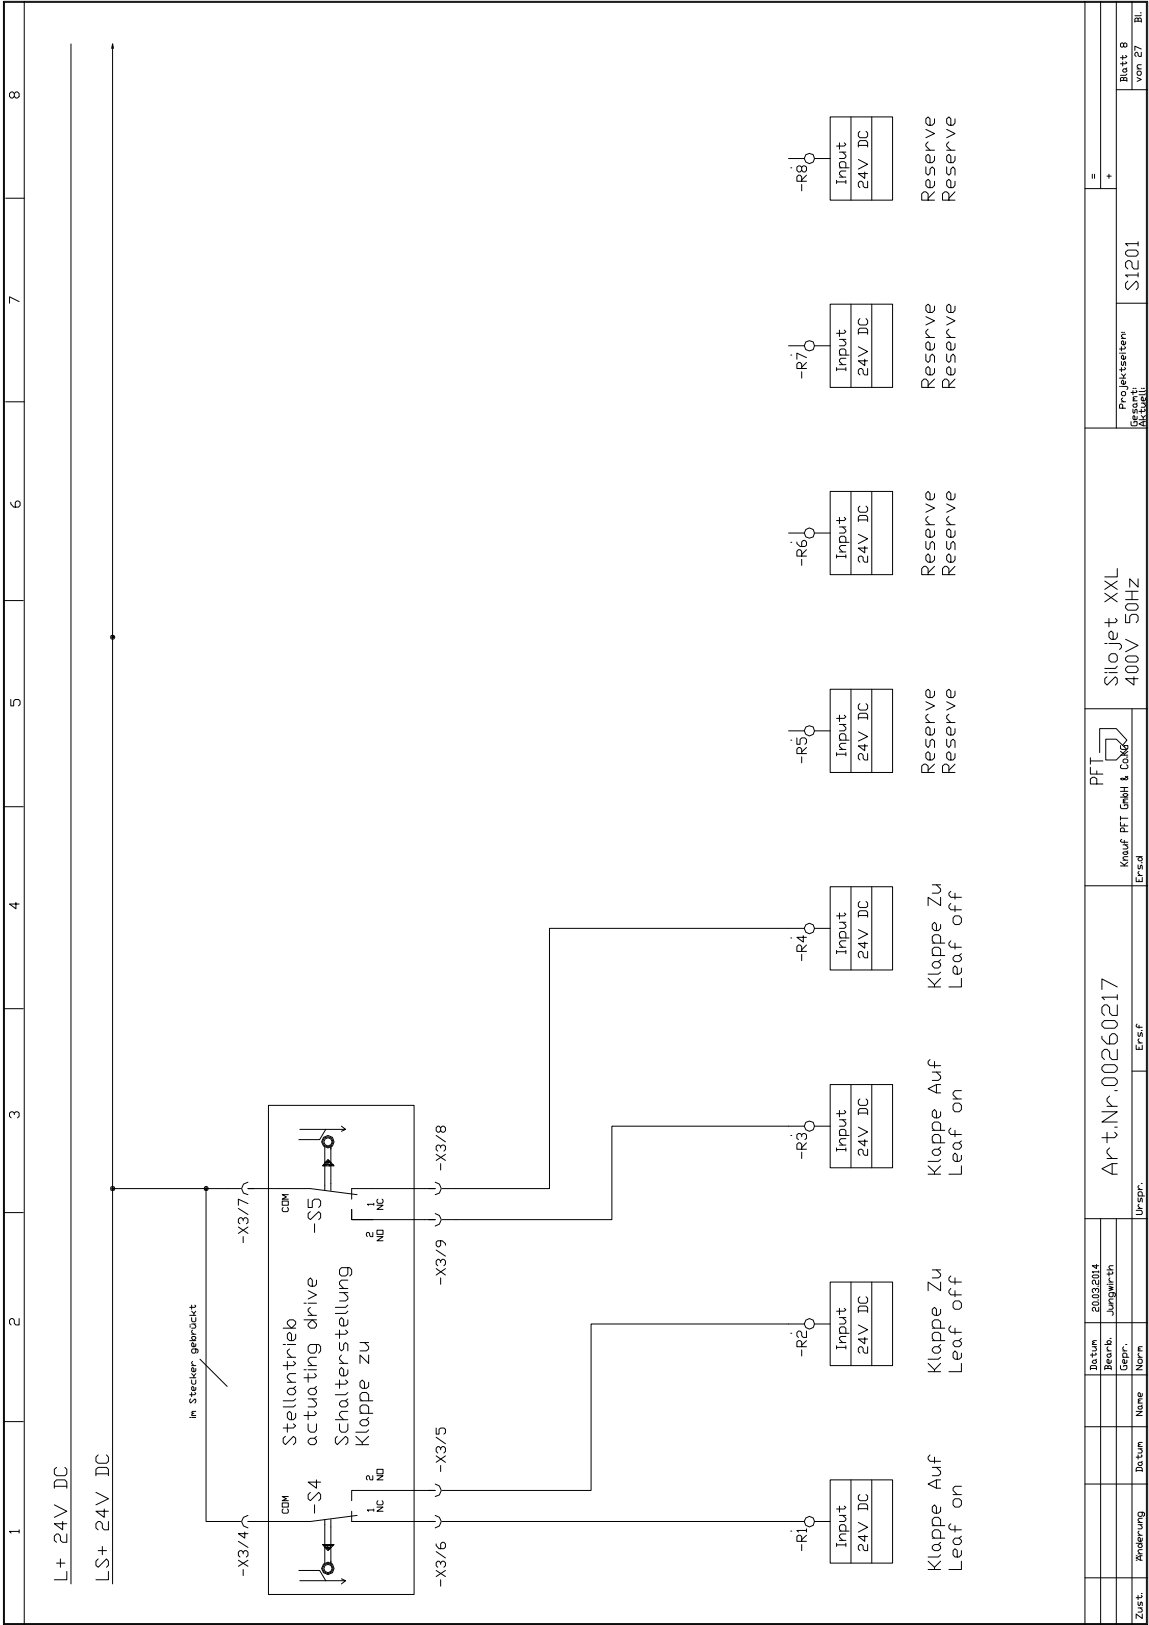 1
2
3
4
5
6
7
8
L+ 24V DC
LS+ 24V DC
im Stecker gebrückt
-X3/4
-X3/7
COM
-S4
1
NC
2
NO
Stellantrieb
actuating drive
Schalterstellung
Klappe zu
COM
-S5
2
NO
1
NC
-X3/6
-X3/5
-X3/9
-X3/8
-R1
Input
24V DC
Klappe Auf
Leaf on
-R2
Input
24V DC
Klappe Zu
Leaf off
-R3
Input
24V DC
Klappe Auf
Leaf on
-R4
Input
24V DC
Klappe Zu
Leaf off
-R5
Input
24V DC
Reserve
Reserve
-R6
Input
24V DC
Reserve
Reserve
-R7
Input
24V DC
Reserve
Reserve
-R8
Input
24V DC
Reserve
Reserve
Zust.
Änderung
Datum
Name
Datum
20.03.2014
Bearb.
Jungwirth
Gepr.
Norm
Art.Nr.00260217
Urspr.
Ers.f
Ers.d
PFT
Knauf PFT GmbH & Co.KG
Silojet XXL
400V 50Hz
Projektseiten:
Gesamt:
Aktuell:
S1201
=
+
Blatt 8
von 27 Bl.